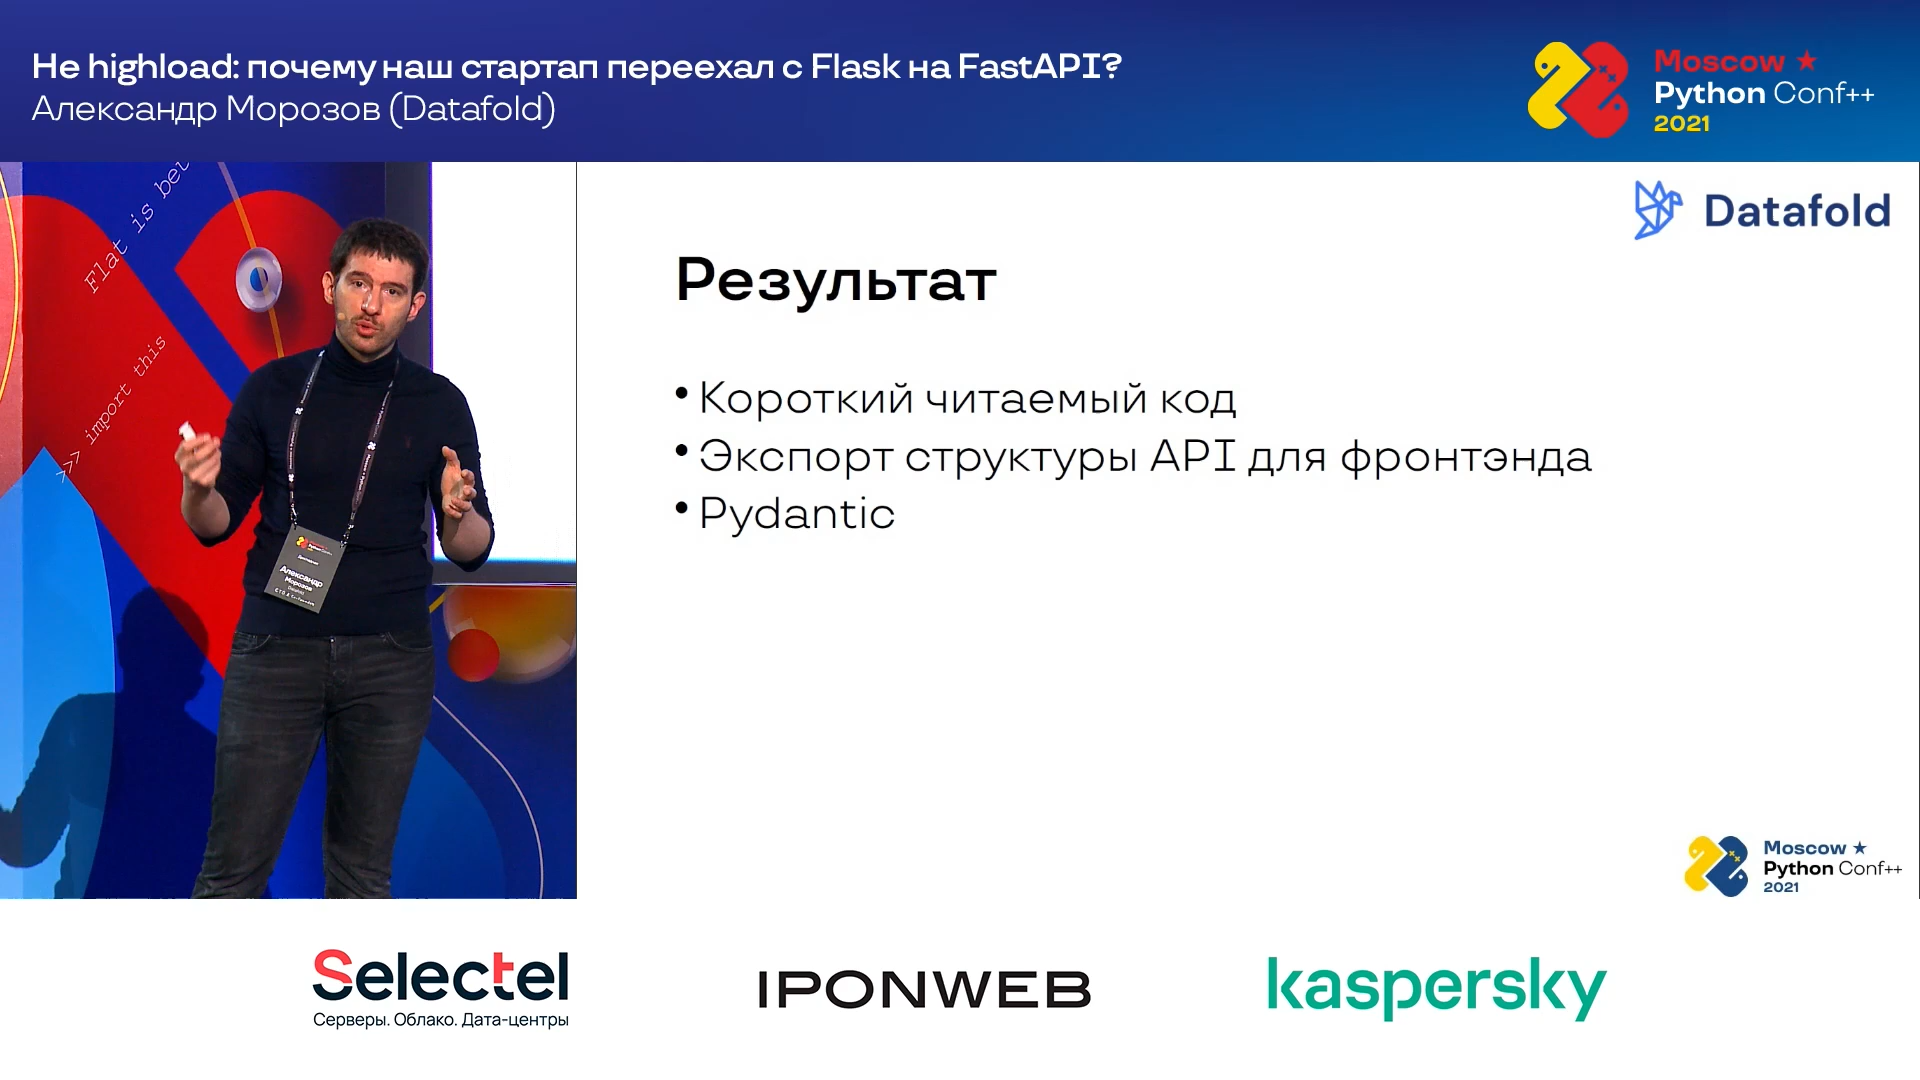 Не highload: почему наш стартап переехал с Flask на FastAPI?
Александр Морозов (Datafold)
Moscow
Python Conf++
2021
Flat is bet
>>> import this
Александр
Морозов
Datafold
Результат
• Короткий читаемый код
• Экспорт структуры API для фронтэнда
• Pydantic
Moscow
Python Conf++
2021
Selectel
Серверы. Облако. Дата-центры
IPONWEB
kaspersky